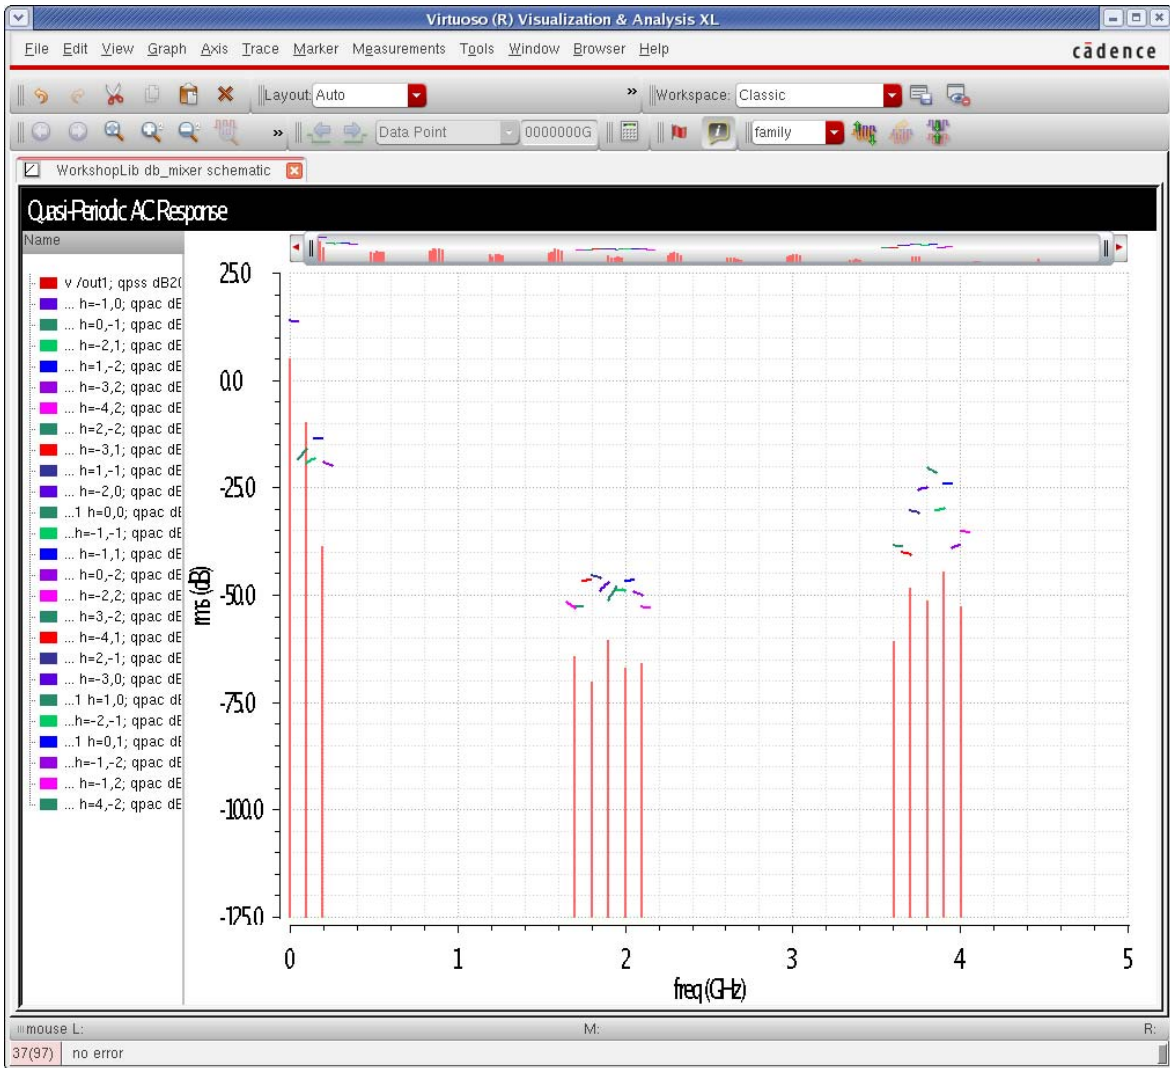 Virtuoso (R) Visualization & Analysis XL
File Edit View Graph Axis Trace Marker Measurements Tools Window Browser Help
cādence
Layout: Auto » Workspace: Classic
» Data Point 0000000G family
WorkshopLib db_mixer schematic
Quasi-Periodic AC Response
Name
v /out1; qpss dB2(
... h=-1,0; qpac dE
... h=0,-1; qpac dE
... h=-2,1; qpac dE
... h=1,-2; qpac dE
... h=-3,2; qpac dE
... h=-4,2; qpac dE
... h=2,-2; qpac dE
... h=-3,1; qpac dE
... h=1,-1; qpac dE
... h=-2,0; qpac dE
...1 h=0,0; qpac dE
...h=-1,-1; qpac dE
... h=-1,1; qpac dE
... h=0,-2; qpac dE
... h=-2,2; qpac dE
... h=3,-2; qpac dE
... h=-4,1; qpac dE
... h=2,-1; qpac dE
... h=-3,0; qpac dE
...1 h=1,0; qpac dE
...h=-2,-1; qpac dE
...1 h=0,1; qpac dE
...h=-1,-2; qpac dE
... h=-1,2; qpac dE
... h=4,-2; qpac dE
25.0
0.0
-25.0
-50.0
-75.0
-100.0
-125.0
rms (dB)
0 1 2 3 4 5
freq (GHz)
mouse L: M: R:
37(97) no error